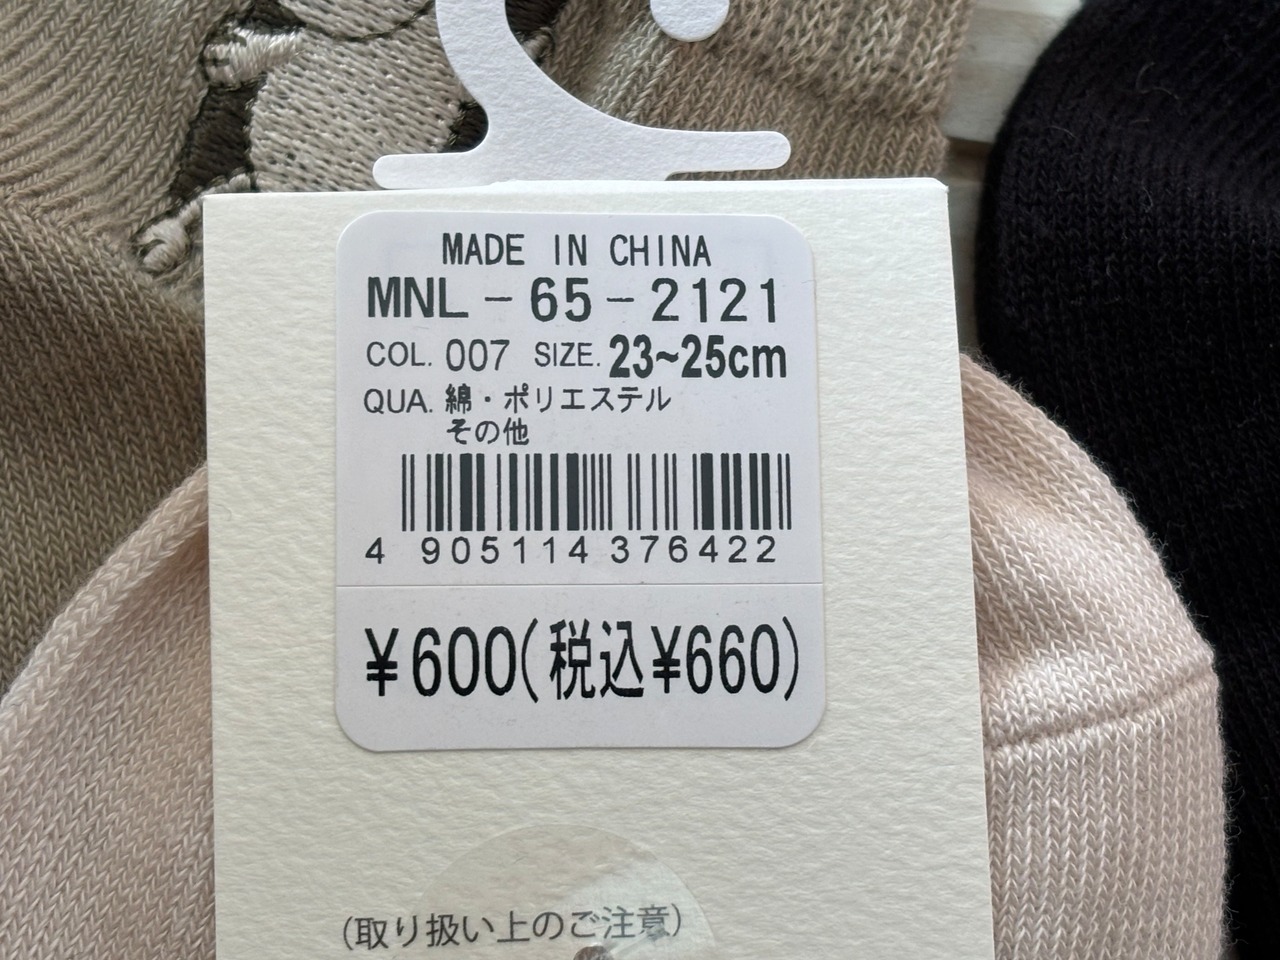 MADE IN CHINA
MNL-65-2121
COL. 007 SIZE. 23~25cm
QUA. 綿・ポリエステル
その他
4 905114 376422
¥600(税込¥660)
(取り扱い上のご注意)